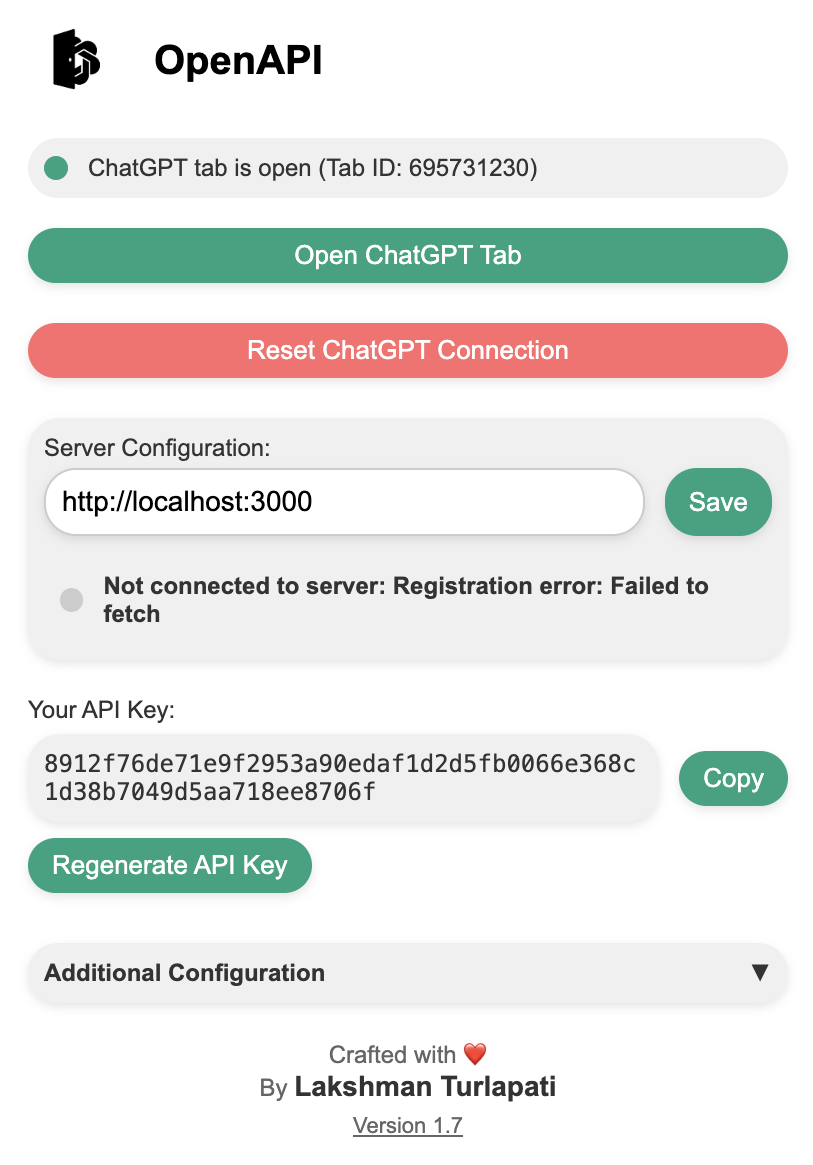 OpenAPI
ChatGPT tab is open (Tab ID: 695731230)
Open ChatGPT Tab
Reset ChatGPT Connection
Server Configuration:
http://localhost:3000
Save
Not connected to server: Registration error: Failed to
fetch
Your API Key:
8912f76de71e9f2953a90edaf1d2d5fb0066e368c
1d38b7049d5aa718ee8706f
Copy
Regenerate API Key
Additional Configuration ▼
Crafted with ❤️
By Lakshman Turlapati
Version 1.7